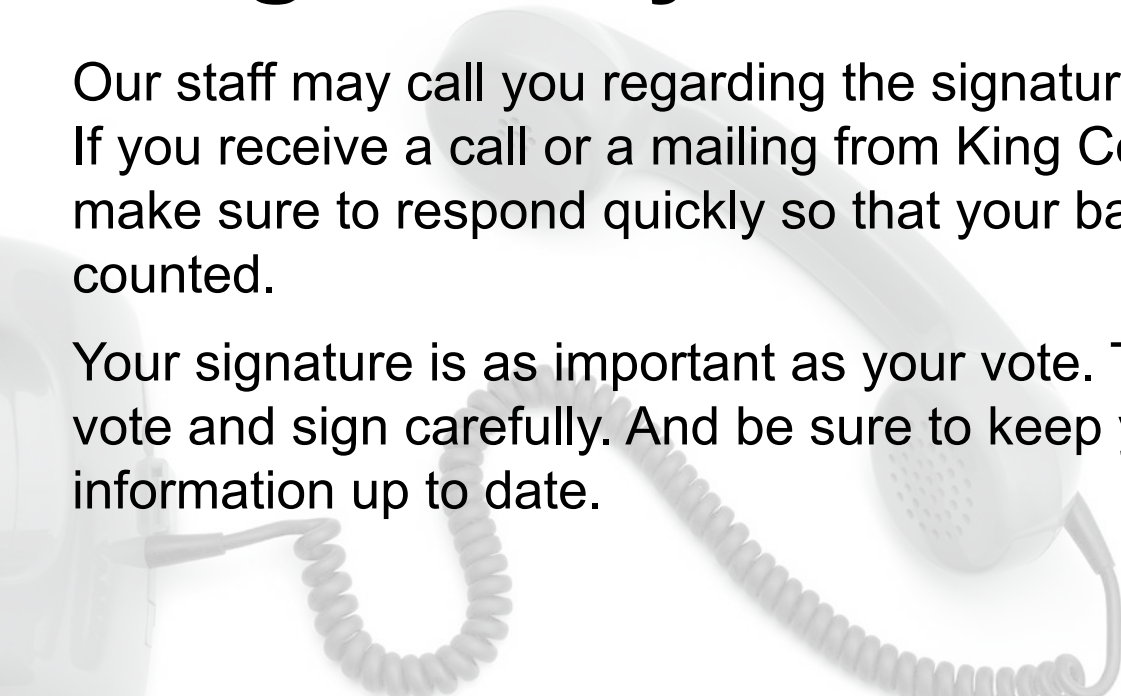 Our staff may call you regarding the signatur
If you receive a call or a mailing from King
make sure to respond quickly so that your
counted.
Your signature is as important as your vote.
vote and sign carefully. And be sure to keep
information up to date.